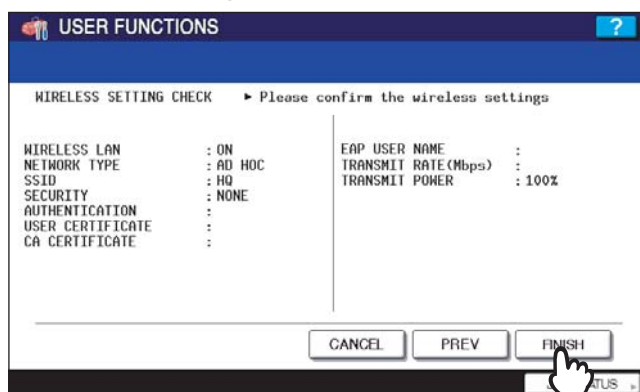 USER FUNCTIONS
?
WIRELESS SETTING CHECK ► Please confirm the wireless settings
WIRELESS LAN : ON
NETWORK TYPE : AD HOC
SSID : HQ
SECURITY : NONE
AUTHENTICATION :
USER CERTIFICATE :
CA CERTIFICATE :
EAP USER NAME :
TRANSMIT RATE(Mbps) :
TRANSMIT POWER : 100%
CANCEL
PREV
FINISH